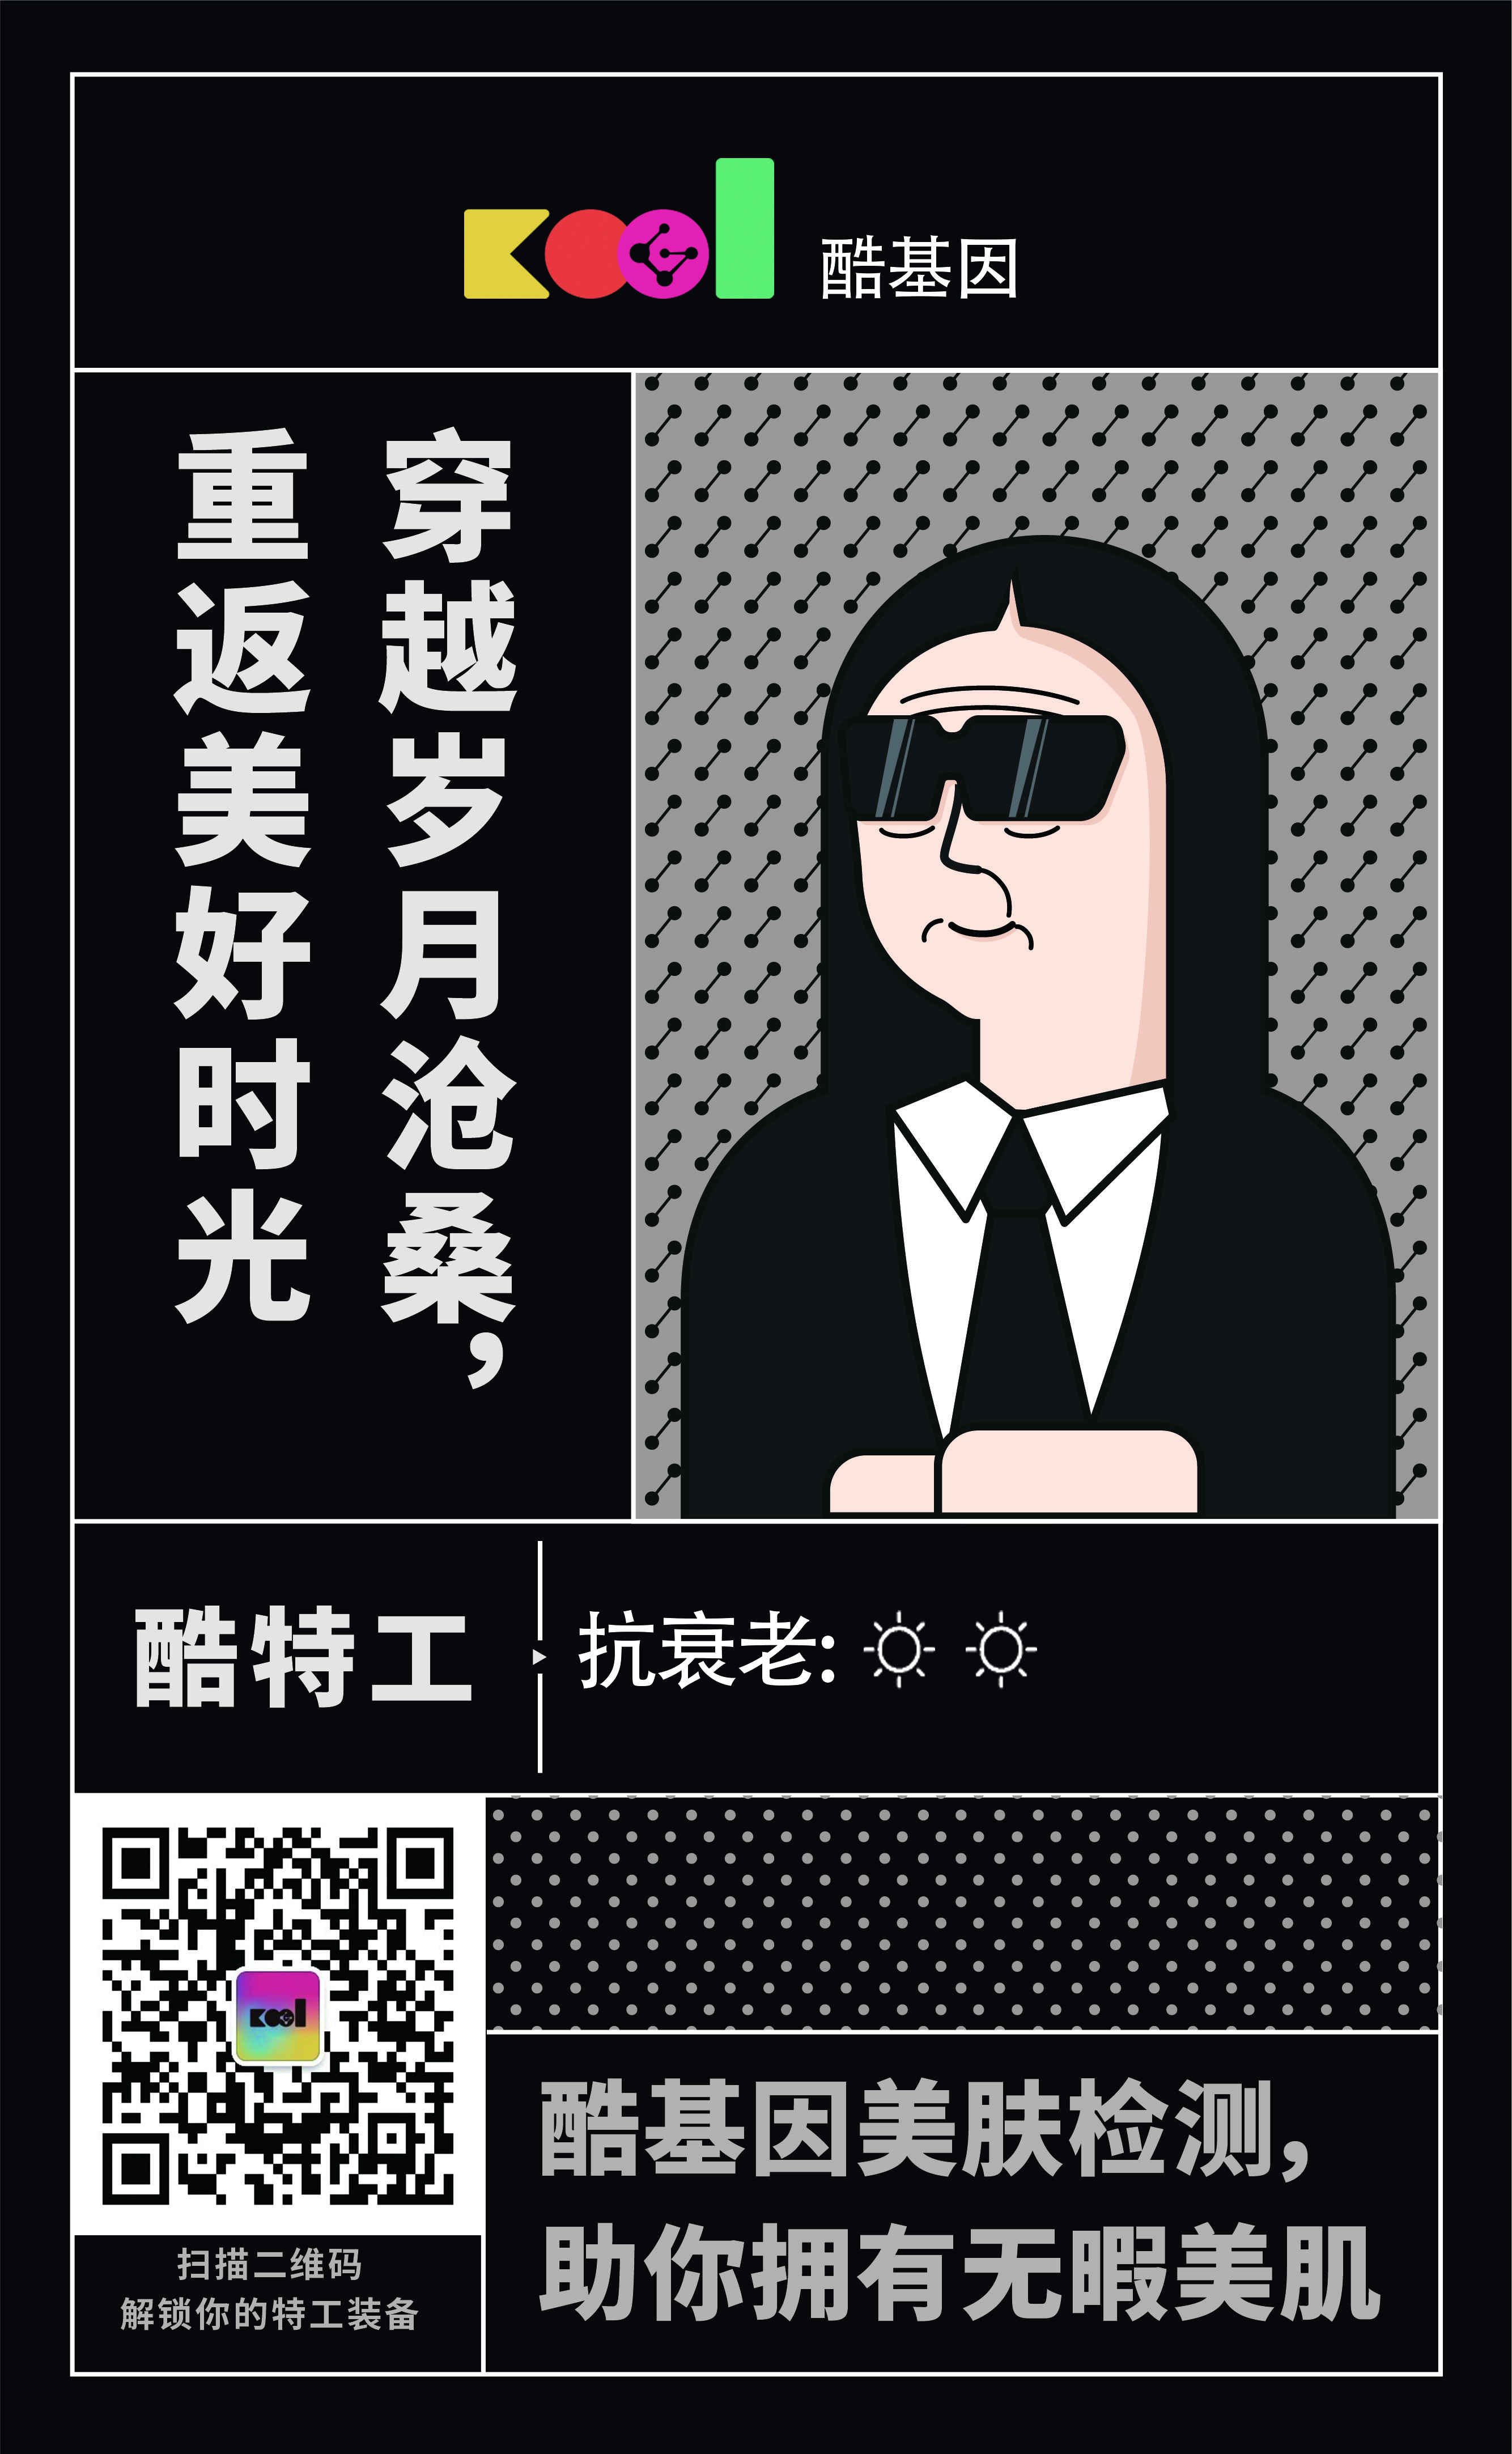 kool 酷基因
穿越岁月沧桑，
重返美好时光
酷特工
抗衰老:
kool
扫描二维码
解锁你的特工装备
酷基因美肤检测，
助你拥有无暇美肌